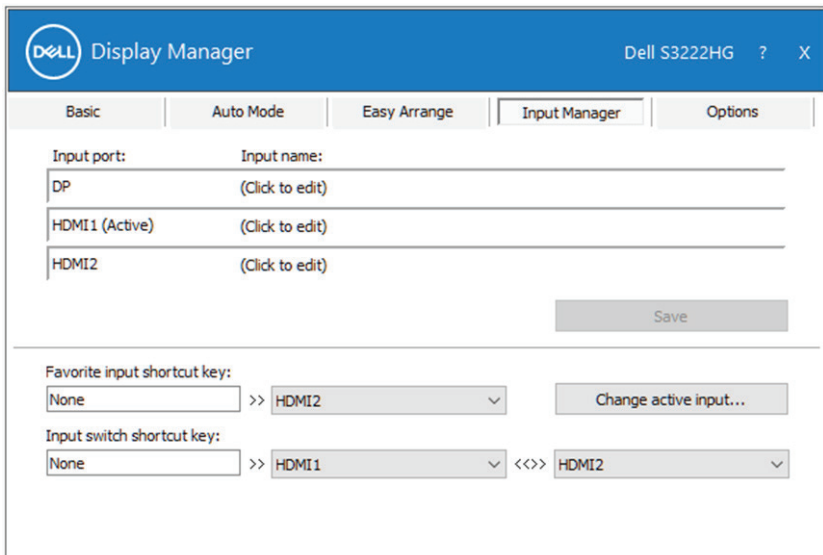 DELL Display Manager Dell S3222HG ? X
Basic Auto Mode Easy Arrange Input Manager Options
Input port: Input name:
DP (Click to edit)
HDMI1 (Active) (Click to edit)
HDMI2 (Click to edit)
Save
Favorite input shortcut key:
None >> HDMI2 Change active input...
Input switch shortcut key:
None >> HDMI1 <<>> HDMI2